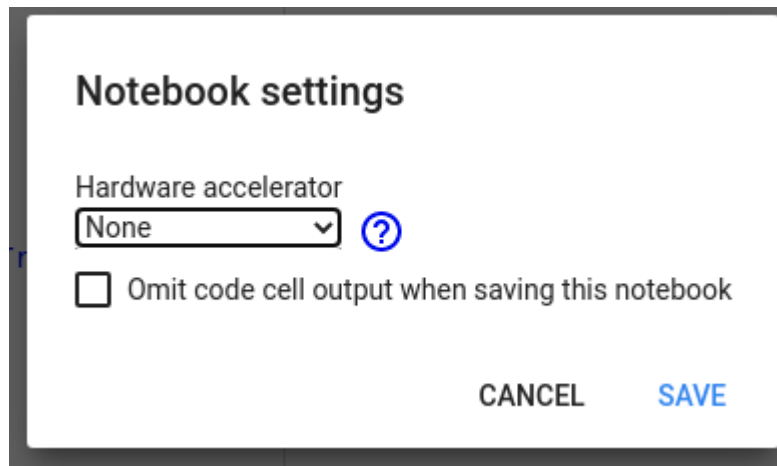 Notebook settings
Hardware accelerator
None
Omit code cell output when saving this notebook
CANCEL SAVE